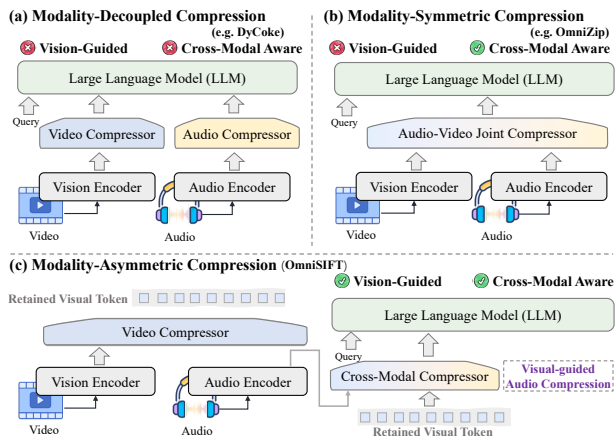 (a) Modality-Decoupled Compression
(e.g. DyCoke)
Vision-Guided Cross-Modal Aware
Large Language Model (LLM)
Query
Video Compressor Audio Compressor
Vision Encoder Audio Encoder
Video Audio
(b) Modality-Symmetric Compression
(e.g. OmniZip)
Vision-Guided Cross-Modal Aware
Large Language Model (LLM)
Query
Audio-Video Joint Compressor
Vision Encoder Audio Encoder
Video Audio
(c) Modality-Asymmetric Compression (OmniSIFT)
Retained Visual Token
Video Compressor
Vision Encoder Audio Encoder
Video Audio
Vision-Guided Cross-Modal Aware
Large Language Model (LLM)
Query
Cross-Modal Compressor
Visual-guided
Audio Compression
Retained Visual Token